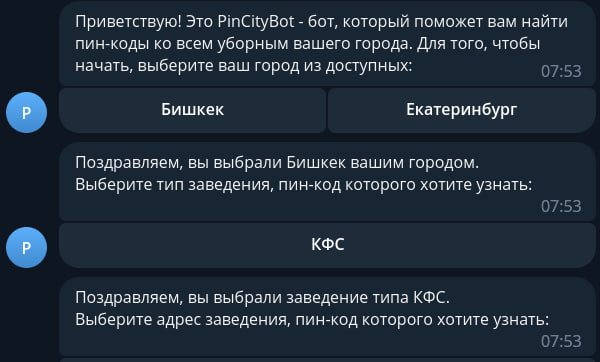 Приветствую! Это PinCityBot - бот, который поможет вам найти
пин-коды ко всем уборным вашего города. Для того, чтобы
начать, выберите ваш город из доступных:
07:53
Бишкек
Екатеринбург
P
Поздравляем, вы выбрали Бишкек вашим городом.
Выберите тип заведения, пин-код которого хотите узнать:
07:53
КФС
P
Поздравляем, вы выбрали заведение типа КФС.
Выберите адрес заведения, пин-код которого хотите узнать:
07:53